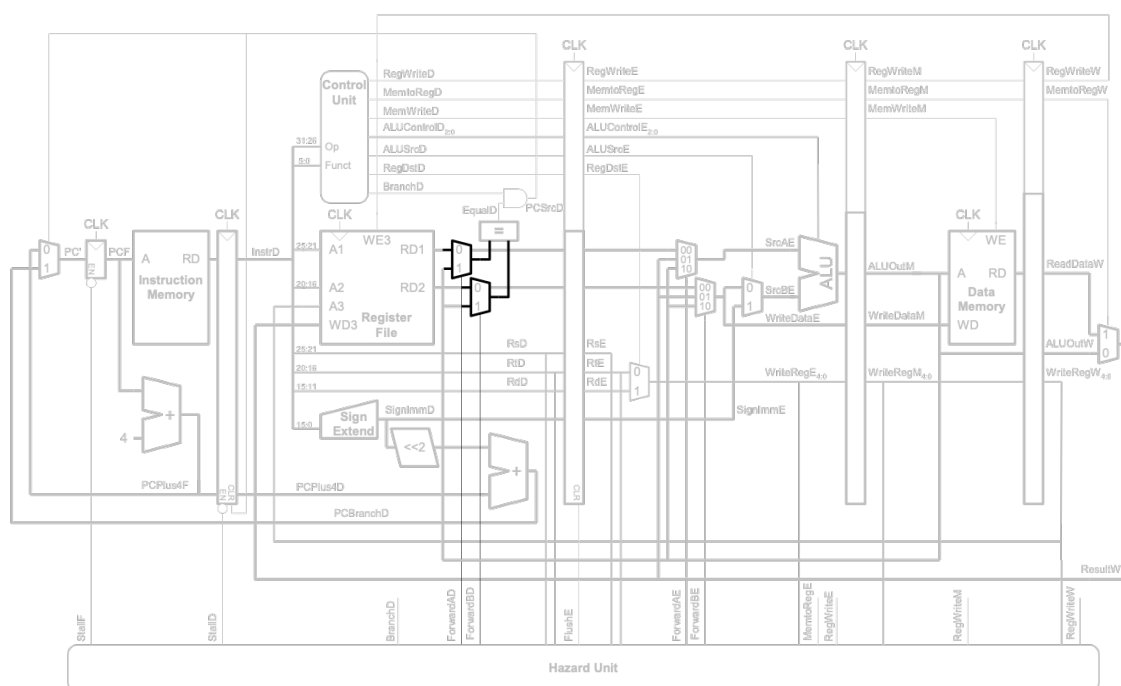 CLK CLK CLK
RegWriteD RegWriteE RegWriteM RegWriteW
Control Unit
MemtoRegD MemtoRegE MemtoRegM MemtoRegW
MemWriteD MemWriteE MemWriteM
ALUControlD2:0 ALUControlE2:0
31:26 Op
ALUSrcD ALUSrcE
5:0 Funct
RegDstD RegDstE
BranchD
EqualD PCSrcD
CLK CLK CLK CLK
=
WE3 WE
0 1 PC' PCF EN
A RD
Instruction Memory
InstrD
25:21 A1 RD1
0 1
00 01 10
SrcAE
ALU
ALUOutM
A RD
Data Memory
WD
ReadDataW
20:16 A2 RD2
0 1
00 01 10
0 1
SrcBE
A3
WD3
Register File
WriteDataE WriteDataM
ALUOutW
1 0
25:21 RsD RsE
20:16 RtD RtE
15:11 RdD RdE
0 1
WriteRegE4:0 WriteRegM4:0 WriteRegW4:0
SignImmD SignImmE
15:0 Sign Extend
+
4
<<2
+
PCPlus4F PCPlus4D
EN CLR
CLR
PCBranchD
ResultW
StallF
StallD
BranchD
ForwardAD
ForwardBD
FlushE
ForwardAE
ForwardBE
MemtoRegE
RegWriteE
RegWriteM
RegWriteW
Hazard Unit